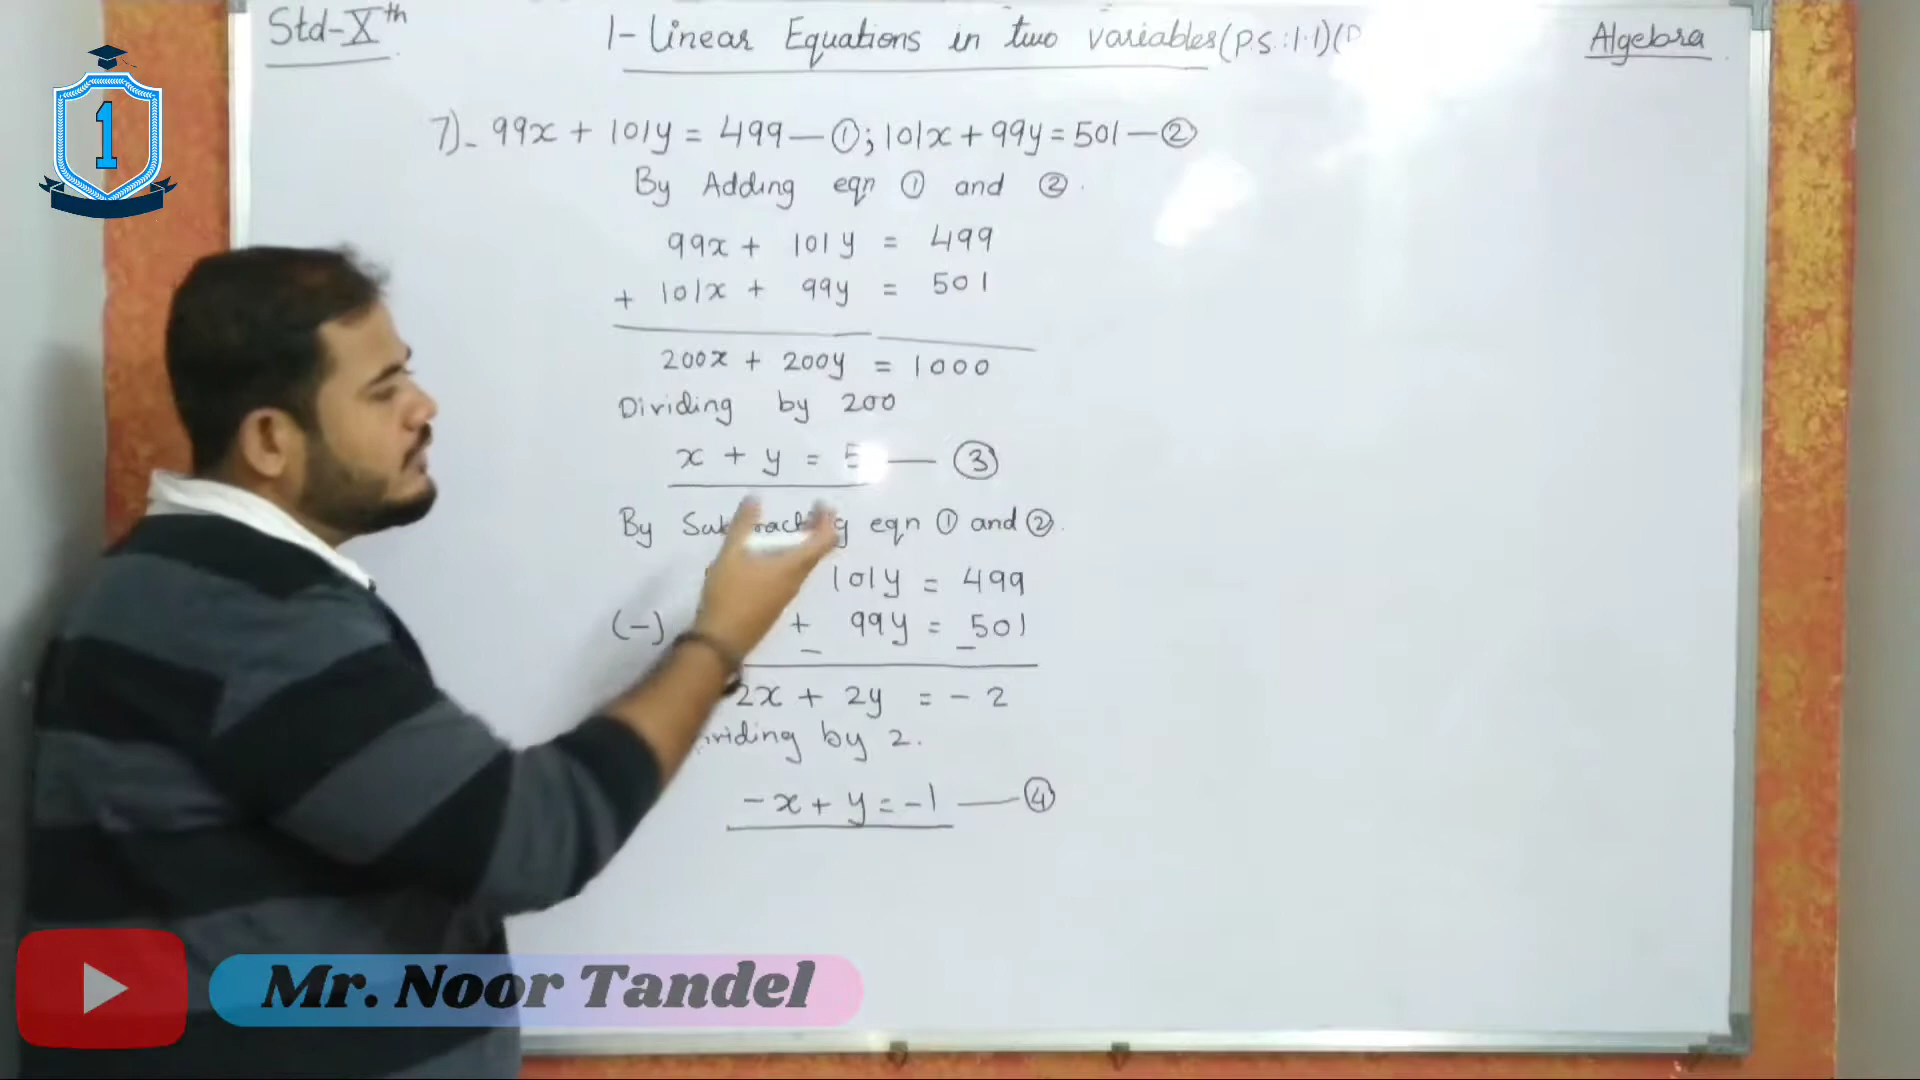 Std-Xth
1- Linear Equations in two variables (P.S:1.1)(P
Algebra
1
7)- 99x + 101y = 499 — ①; 101x + 99y = 501 — ②
By Adding eqn ① and ②.
99x + 101y = 499
+ 101x + 99y = 501
200x + 200y = 1000
Dividing by 200
x + y = 5 — ③
By eqn ① and ②.
101y = 499
(-) + 99y = 501
_ _
2x + 2y = - 2
by 2.
-x + y = -1 — ④
Mr. Noor Tandel